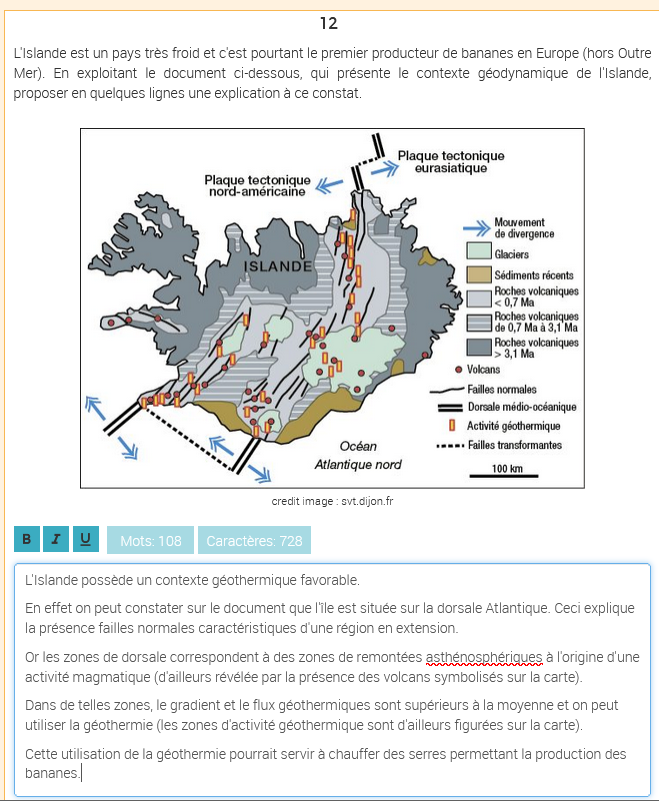 12
L'Islande est un pays très froid et c'est pourtant le premier producteur de bananes en Europe (hors Outre
Mer). En exploitant le document ci-dessous, qui présente le contexte géodynamique de l'Islande,
proposer en quelques lignes une explication à ce constat.
Plaque tectonique
eurasiatique
Plaque tectonique
nord-américaine
ISLANDE
Mouvement
de divergence
Glaciers
Sédiments récents
Roches volcaniques
< 0,7 Ma
Roches volcaniques
de 0,7 Ma à 3,1 Ma
Roches volcaniques
> 3,1 Ma
Volcans
Failles normales
Dorsale médio-océanique
Activité géothermique
Failles transformantes
100 km
Océan
Atlantique nord
credit image : svt.dijon.fr
B I U Mots: 108 Caractères: 728
L'Islande possède un contexte géothermique favorable.
En effet on peut constater sur le document que l'île est située sur la dorsale Atlantique. Ceci explique
la présence failles normales caractéristiques d'une région en extension.
Or les zones de dorsale correspondent à des zones de remontées asthénosphériques à l'origine d'une
activité magmatique (d'ailleurs révélée par la présence des volcans symbolisés sur la carte).
Dans de telles zones, le gradient et le flux géothermiques sont supérieurs à la moyenne et on peut
utiliser la géothermie (les zones d'activité géothermique sont d'ailleurs figurées sur la carte).
Cette utilisation de la géothermie pourrait servir à chauffer des serres permettant la production des
bananes.